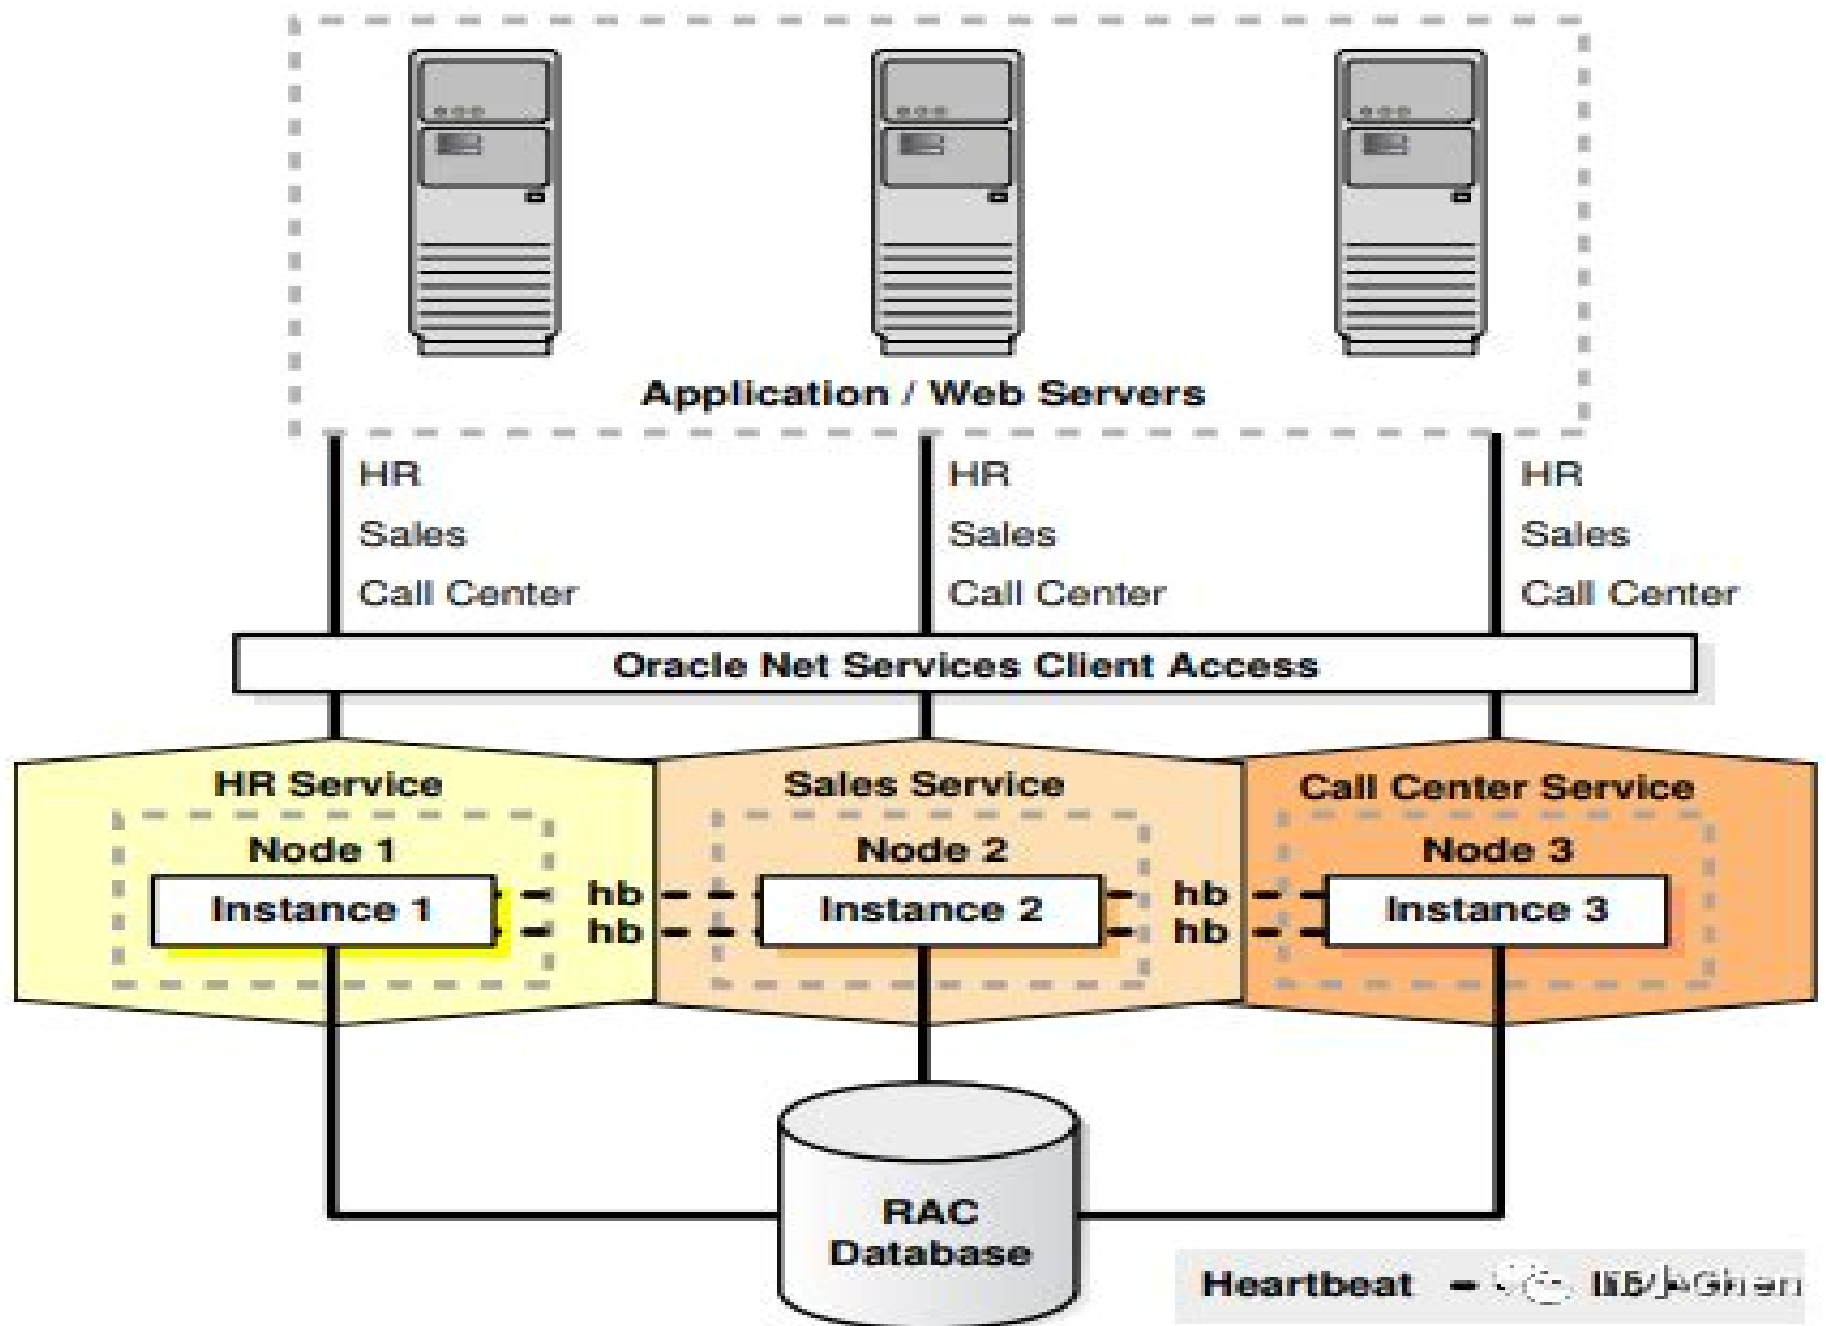 Application / Web Servers
HR
Sales
Call Center
HR
Sales
Call Center
HR
Sales
Call Center
Oracle Net Services Client Access
HR Service
Node 1
Instance 1
hb
hb
Sales Service
Node 2
Instance 2
hb
hb
Call Center Service
Node 3
Instance 3
RAC
Database
Heartbeat